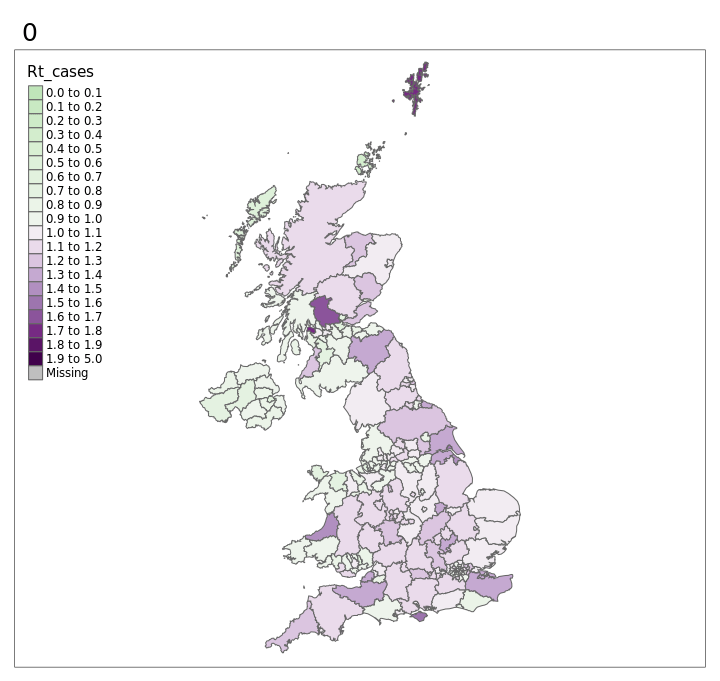 0
Rt_cases
0.0 to 0.1
0.1 to 0.2
0.2 to 0.3
0.3 to 0.4
0.4 to 0.5
0.5 to 0.6
0.6 to 0.7
0.7 to 0.8
0.8 to 0.9
0.9 to 1.0
1.0 to 1.1
1.1 to 1.2
1.2 to 1.3
1.3 to 1.4
1.4 to 1.5
1.5 to 1.6
1.6 to 1.7
1.7 to 1.8
1.8 to 1.9
1.9 to 5.0
Missing